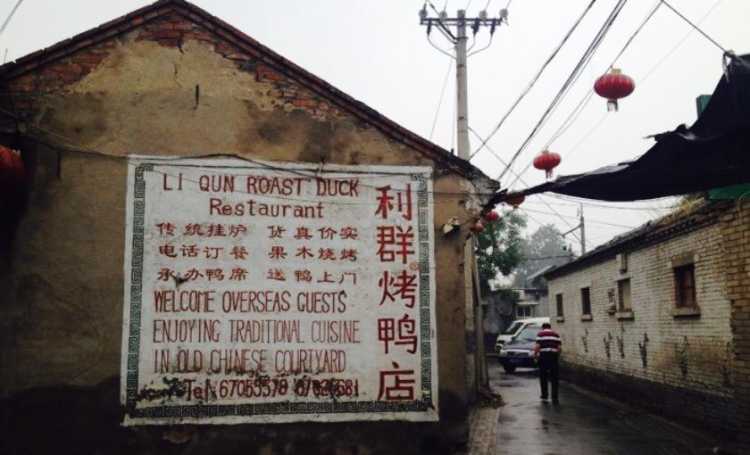 LI QUN ROAST DUCK
Restaurant
传统挂炉 货真价实
电话订餐 果木烧烤
承办鸭席 送鸭上门
WELCOME OVERSEAS GUESTS
ENJOYING TRADITIONAL CUISINE
IN OLD CHINESE COURTYARD
Tel: 67055578
利群烤鸭店